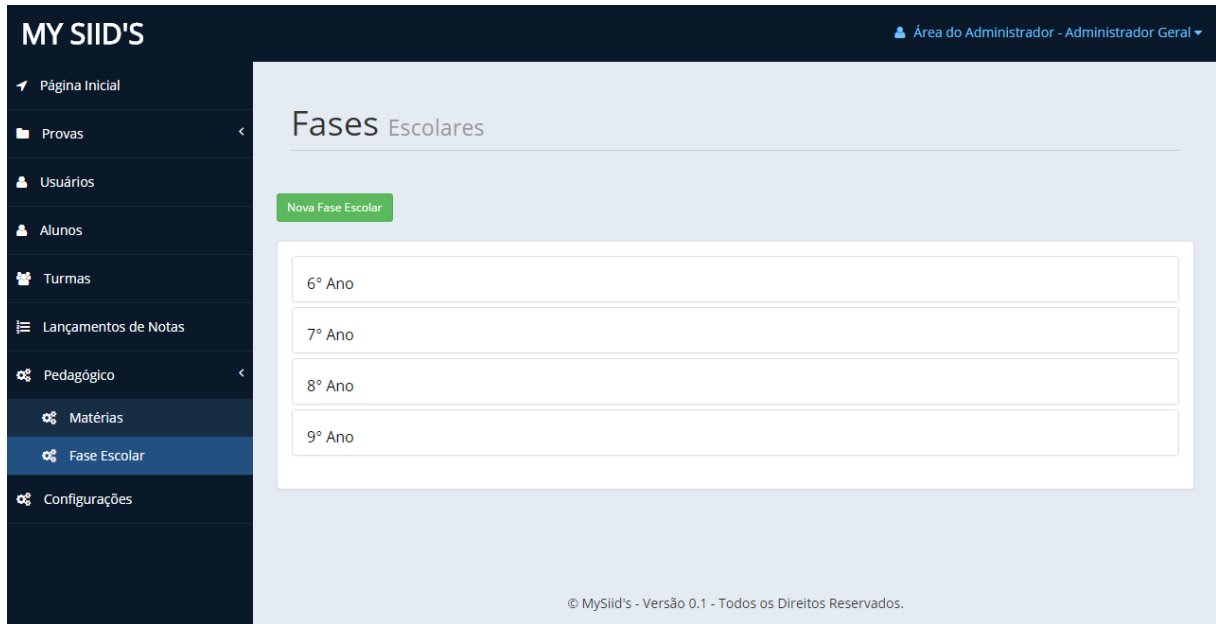 MY SIID'S
Área do Administrador - Administrador Geral
Página Inicial
Provas
Usuários
Alunos
Turmas
Lançamentos de Notas
Pedagógico
Matérias
Fase Escolar
Configurações
Fases Escolares
Nova Fase Escolar
6° Ano
7° Ano
8° Ano
9° Ano
© MySiid's - Versão 0.1 - Todos os Direitos Reservados.